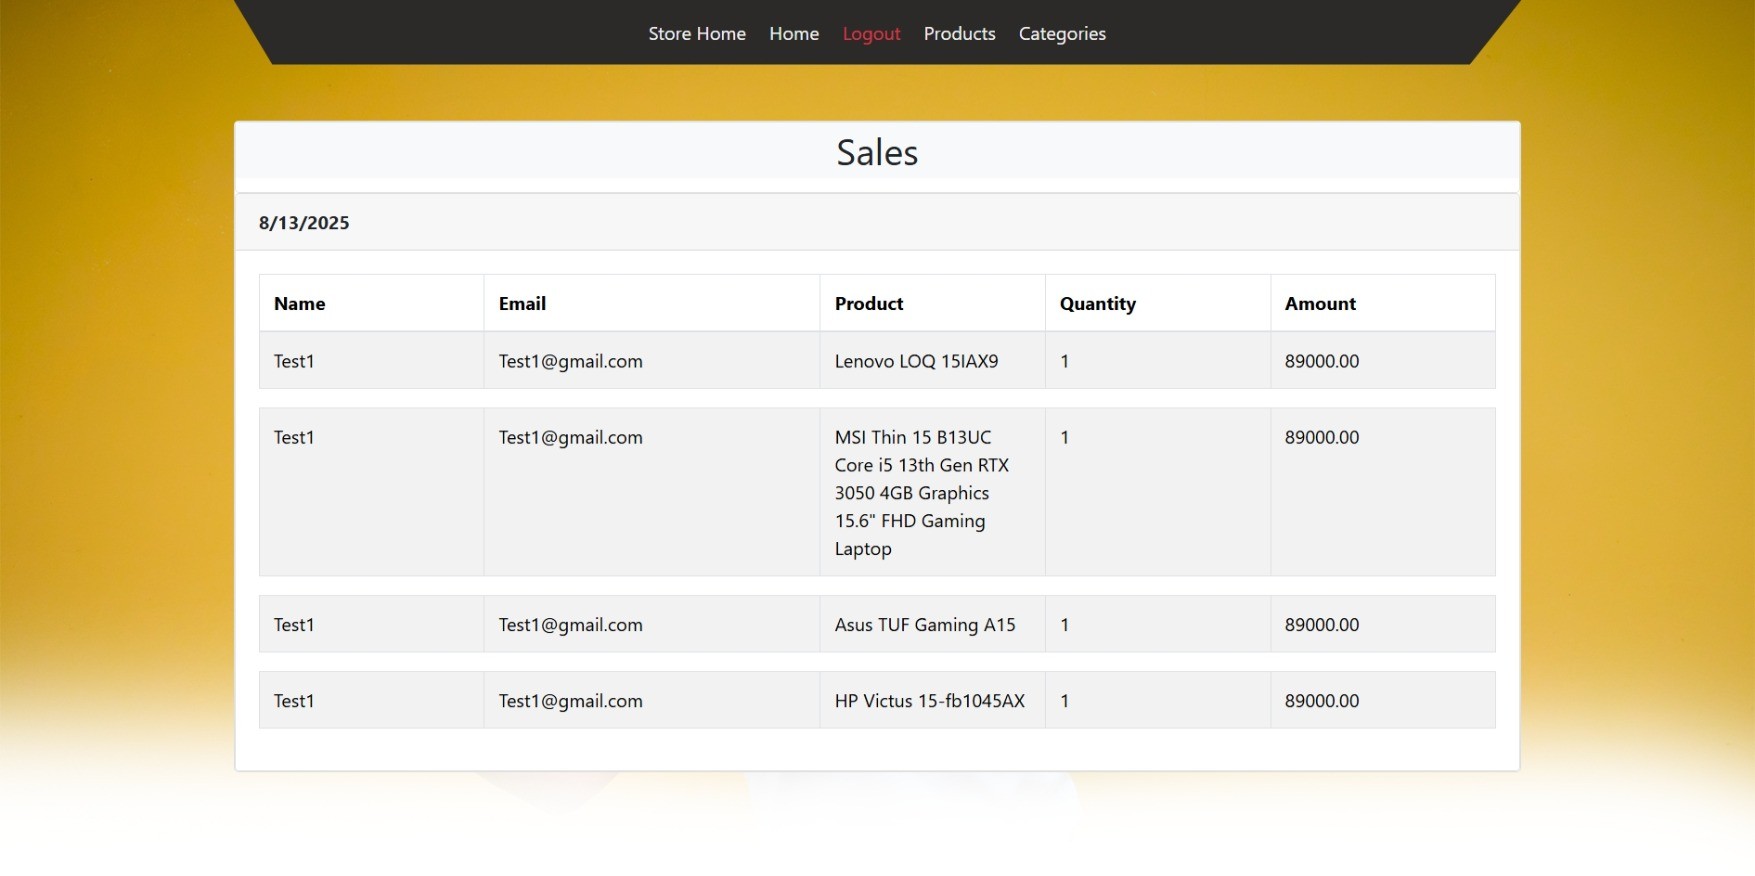 Store Home Home Logout Products Categories
Sales
8/13/2025
Name Email Product Quantity Amount
Test1 Test1@gmail.com Lenovo LOQ 15IAX9 1 89000.00
Test1 Test1@gmail.com MSI Thin 15 B13UC 1 89000.00
Core i5 13th Gen RTX
3050 4GB Graphics
15.6" FHD Gaming
Laptop
Test1 Test1@gmail.com Asus TUF Gaming A15 1 89000.00
Test1 Test1@gmail.com HP Victus 15-fb1045AX 1 89000.00